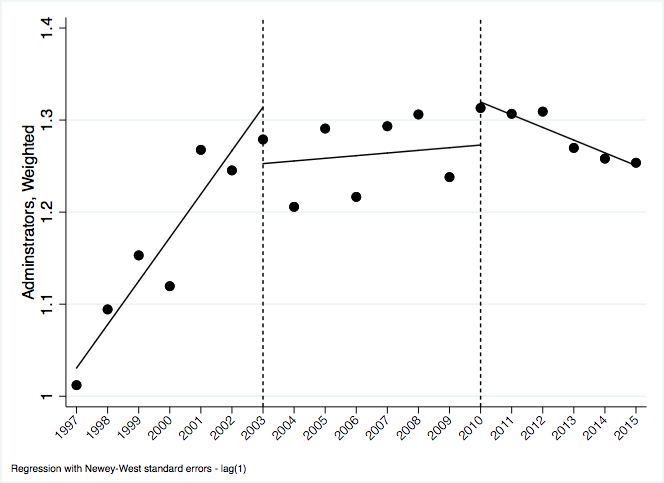 Adminstrators, Weighted
1.4
1.3
1.2
1.1
1
1997 1998 1999 2000 2001 2002 2003 2004 2005 2006 2007 2008 2009 2010 2011 2012 2013 2014 2015
Regression with Newey-West standard errors - lag(1)